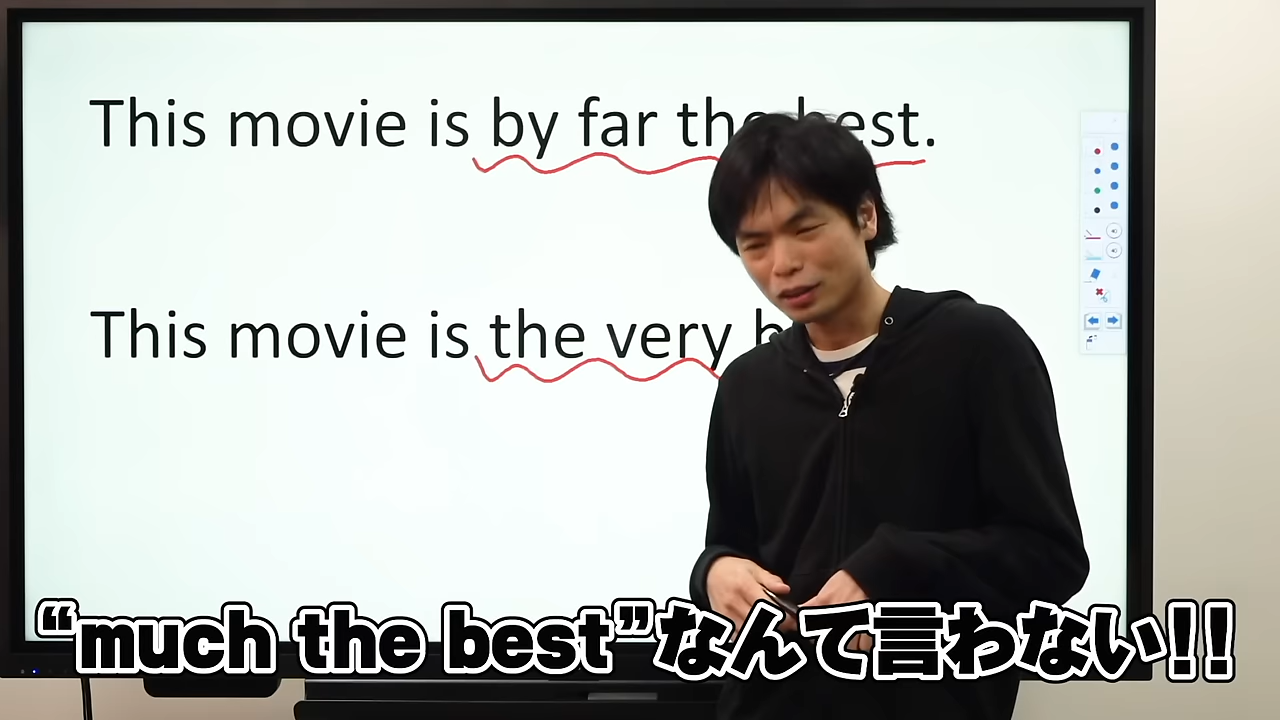 This movie is by far the best.
This movie is the very
“much the best”なんて言わない!!